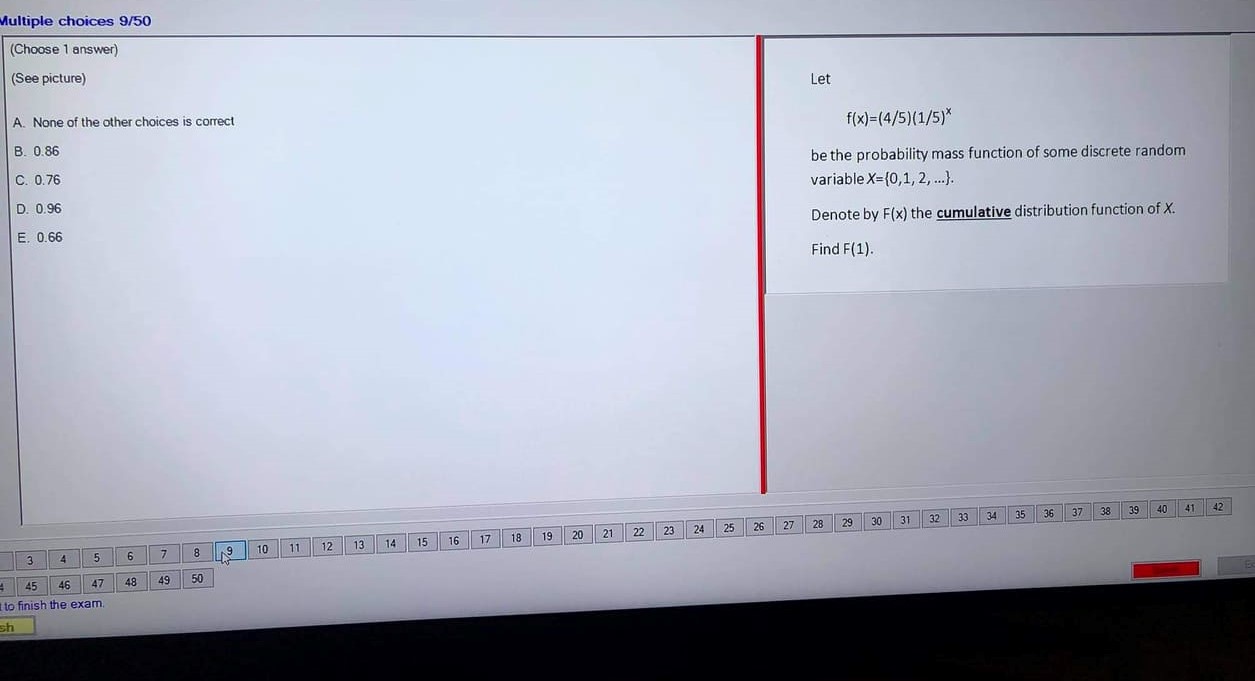 Multiple choices 9/50
(Choose 1 answer)
(See picture)
A. None of the other choices is correct
B. 0.86
C. 0.76
D. 0.96
E. 0.66
Let
f(x)=(4/5)(1/5)ˣ
be the probability mass function of some discrete random
variable X={0,1, 2, ...}.
Denote by F(x) the cumulative distribution function of X.
Find F(1).
3 4 5 6 7 8 9 10 11 12 13 14 15 16 17 18 19 20 21 22 23 24 25 26 27 28 29 30 31 32 33 34 35 36 37 38 39 40 41 42
45 46 47 48 49 50
to finish the exam.
sh